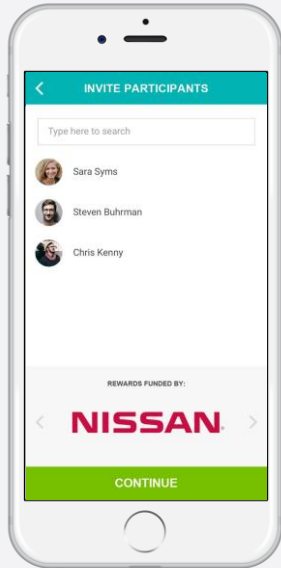 INVITE PARTICIPANTS
Type here to search
Sara Syms
Steven Buhrman
Chris Kenny
REWARDS FUNDED BY:
NISSAN
CONTINUE